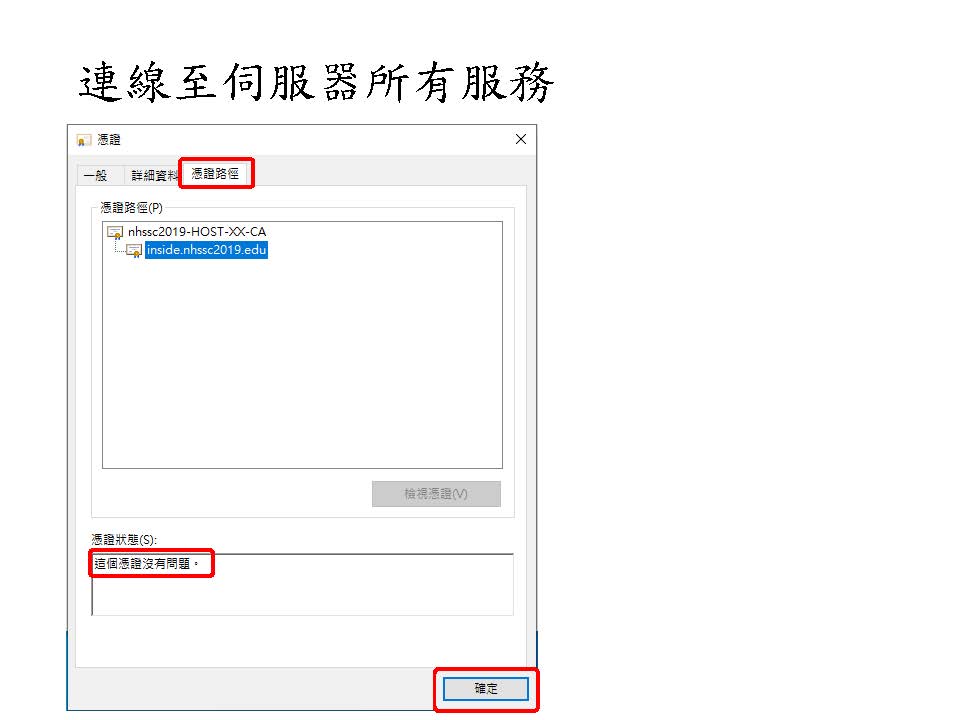 連線至伺服器所有服務
憑證
一般 詳細資料 憑證路徑
憑證路徑(P)
nhssc2019-HOST-XX-CA
inside.nhssc2019.edu
檢視憑證(V)
憑證狀態(S):
這個憑證沒有問題。
確定